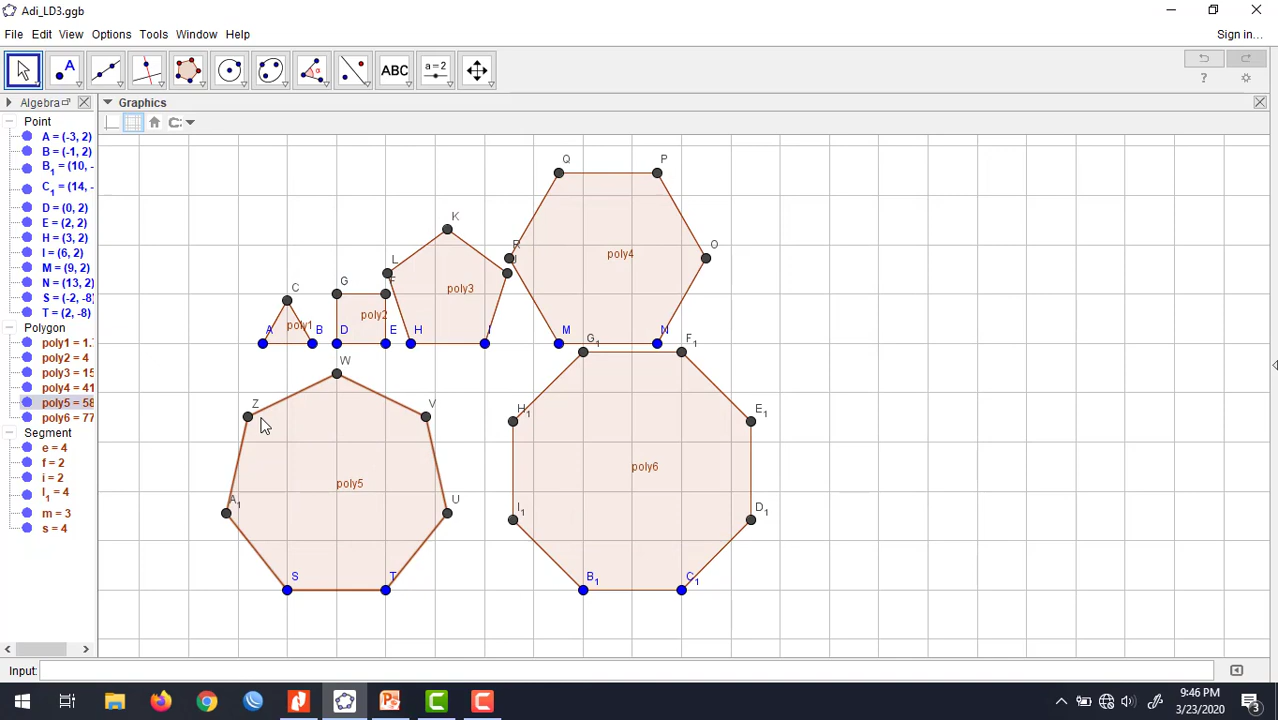 Adi_LD3.ggb
File Edit View Options Tools Window Help
Sign in...
A
ABC
a = 2
?
Algebra
Graphics
Point
A = (-3, 2)
B = (-1, 2)
B1 = (10, -
C1 = (14, -
D = (0, 2)
E = (2, 2)
H = (3, 2)
I = (6, 2)
M = (9, 2)
N = (13, 2)
S = (-2, -8)
T = (2, -8)
Polygon
poly1 = 1.
poly2 = 4
poly3 = 15
poly4 = 41
poly5 = 58
poly6 = 77
Segment
e = 4
f = 2
i = 2
l1 = 4
m = 3
s = 4
Q P
K
R O
L
poly4
C G F
poly3
poly2
poly1
A B D E H I M N
G1 F1
W
Z V H1 E1
poly6
poly5
A1 U I1 D1
S T B1 C1
Input:
9:46 PM
3/23/2020
3